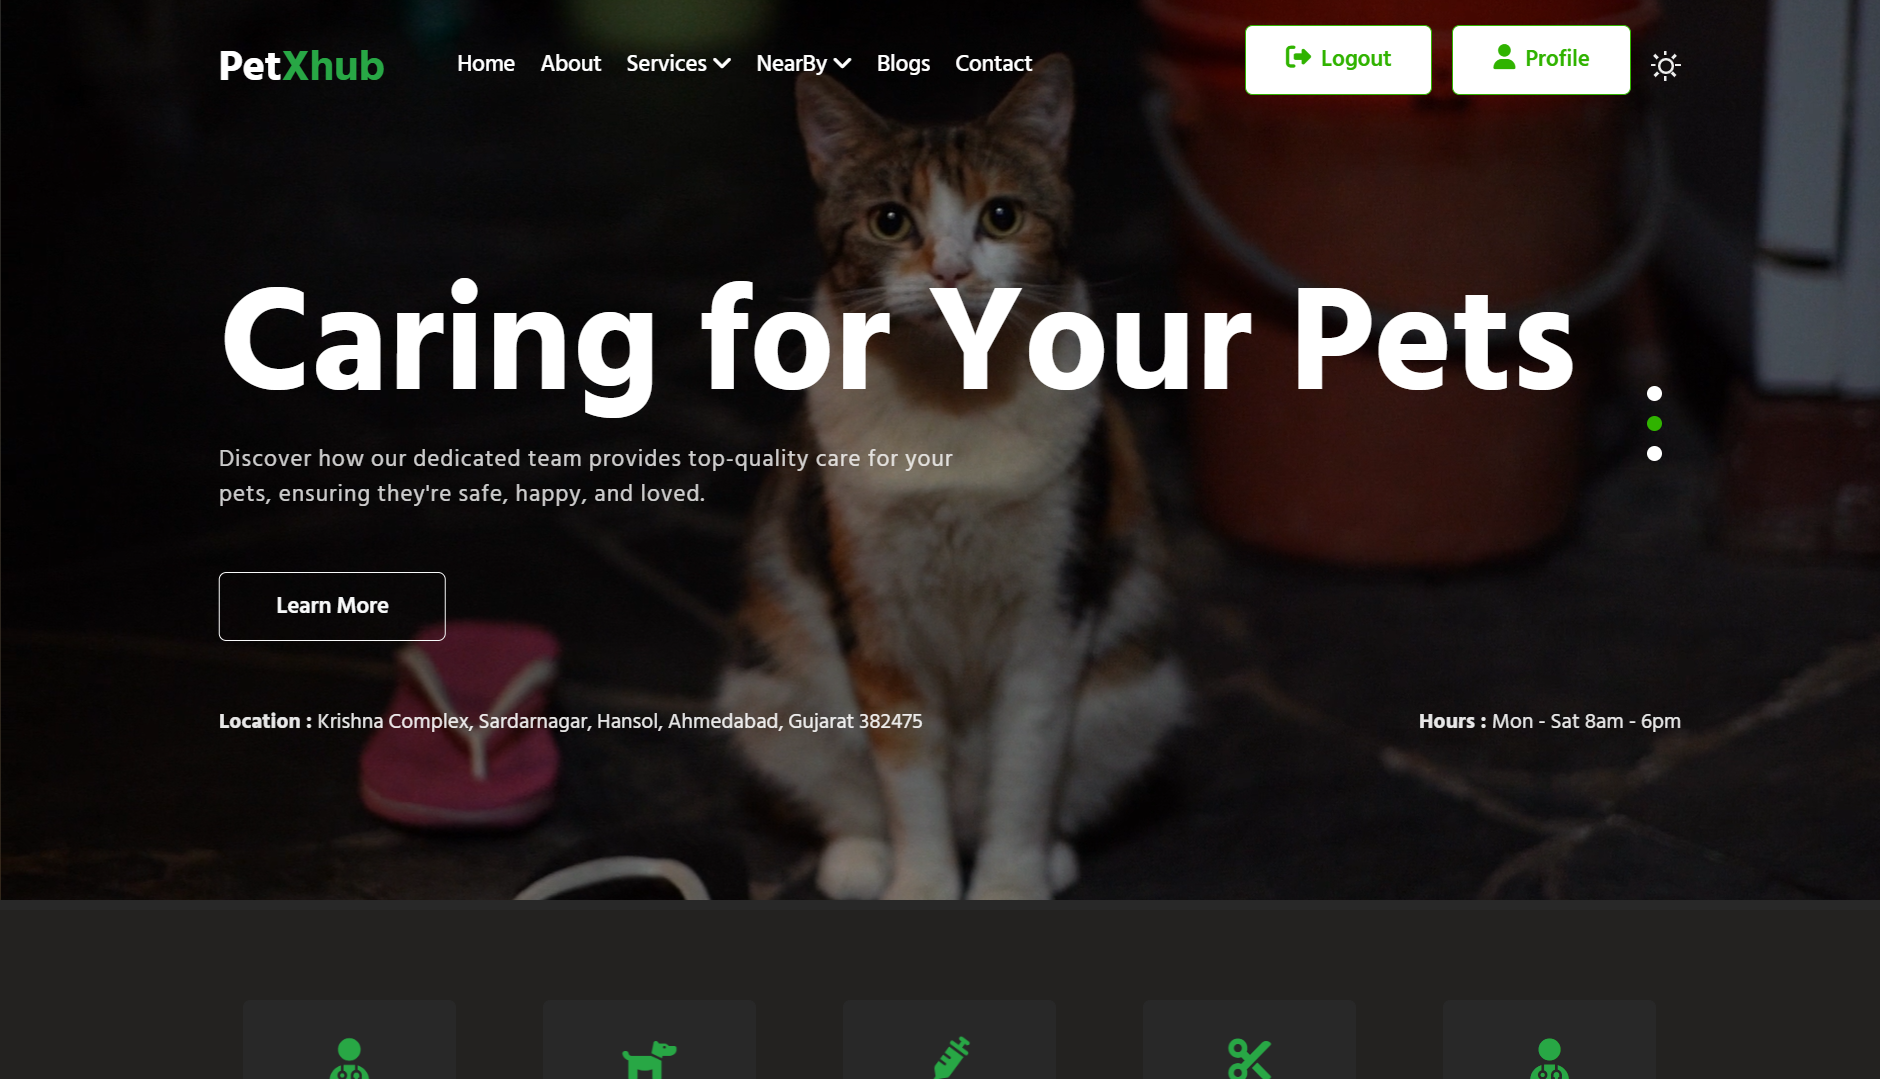 PetXhub
Home About Services NearBy Blogs Contact
Logout
Profile
Caring for Your Pets
Discover how our dedicated team provides top-quality care for your
pets, ensuring they're safe, happy, and loved.
Learn More
Location : Krishna Complex, Sardarnagar, Hansol, Ahmedabad, Gujarat 382475
Hours : Mon - Sat 8am - 6pm